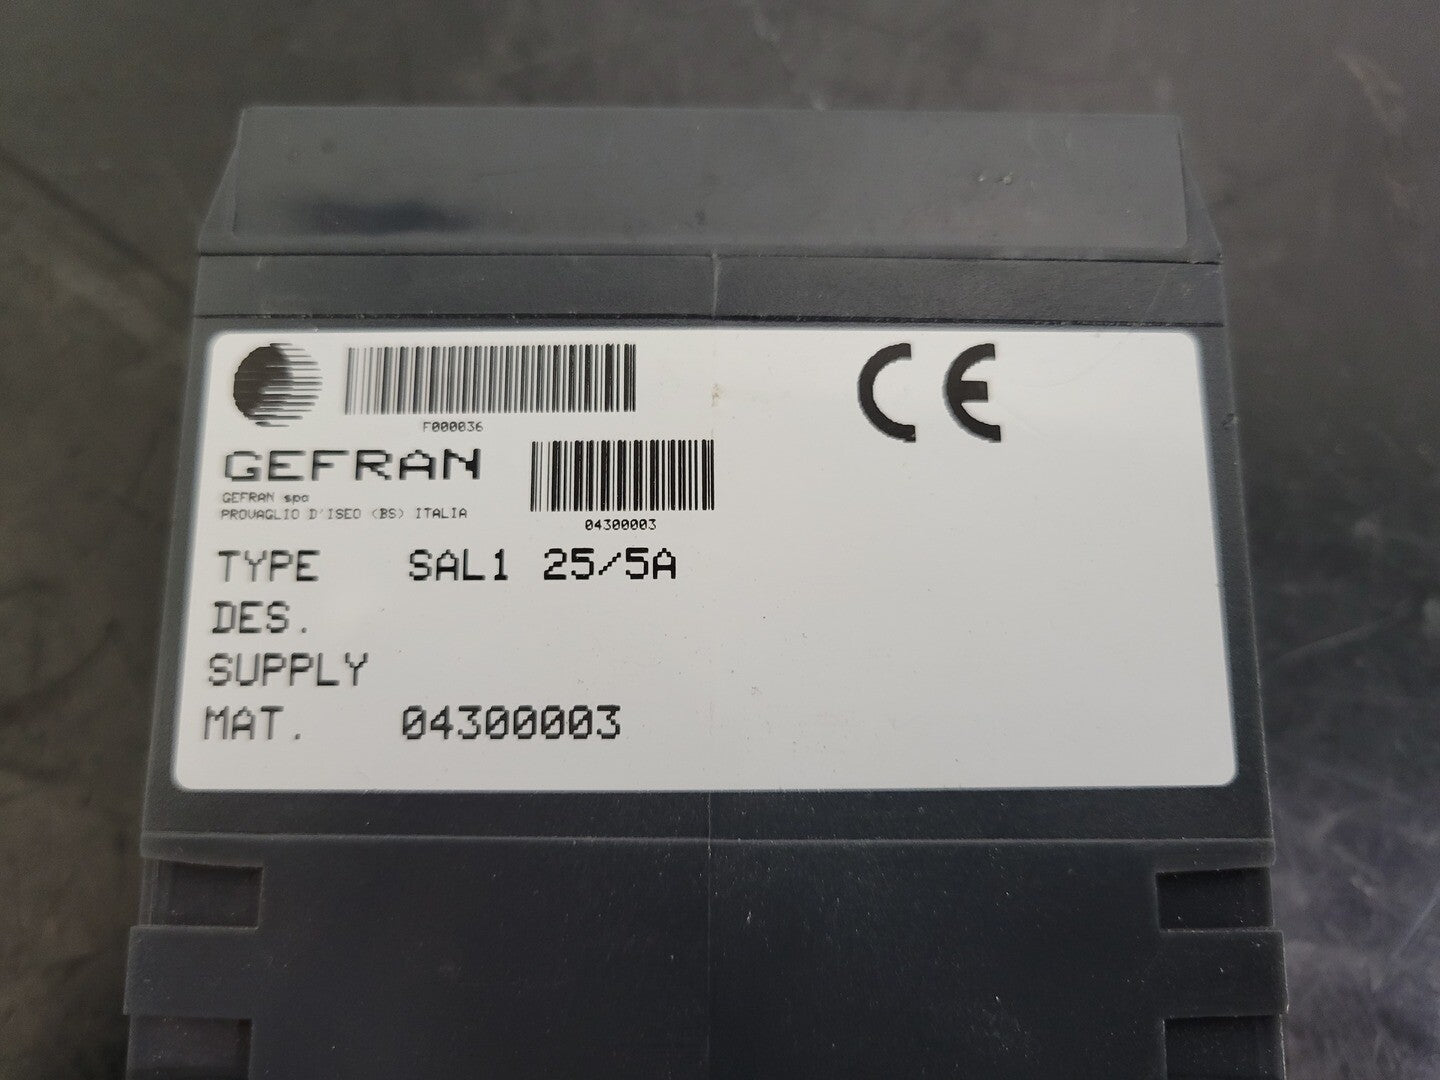 F000036
GEFRAN
GEFRAN spa
PROVAGLIO D'ISEO (BS) ITALIA
04300003
CE
TYPE SAL1 25/5A
DES.
SUPPLY
MAT. 04300003